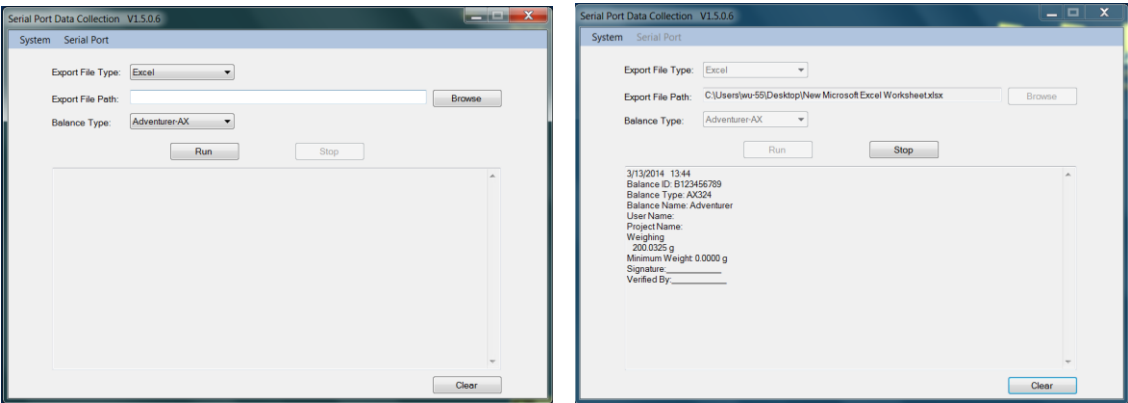 Serial Port Data Collection V1.5.0.6
System Serial Port
Export File Type: Excel
Export File Path: Browse
Balance Type: Adventurer-AX
Run Stop
Clear
Serial Port Data Collection V1.5.0.6
System Serial Port
Export File Type: Excel
Export File Path: C:\Users\wu-55\Desktop\New Microsoft Excel Worksheet.xlsx Browse
Balance Type: Adventurer-AX
Run Stop
3/13/2014 13:44
Balance ID: B123456789
Balance Type: AX324
Balance Name: Adventurer
User Name:
Project Name:
Weighing
200.0325 g
Minimum Weight: 0.0000 g
Signature:____________
Verified By:____________
Clear